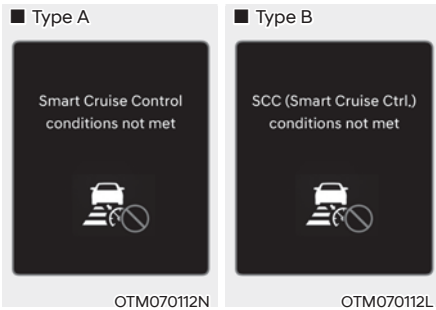 ■ Type A
Smart Cruise Control
conditions not met
OTM070112N
■ Type B
SCC (Smart Cruise Ctrl.)
conditions not met
OTM070112L